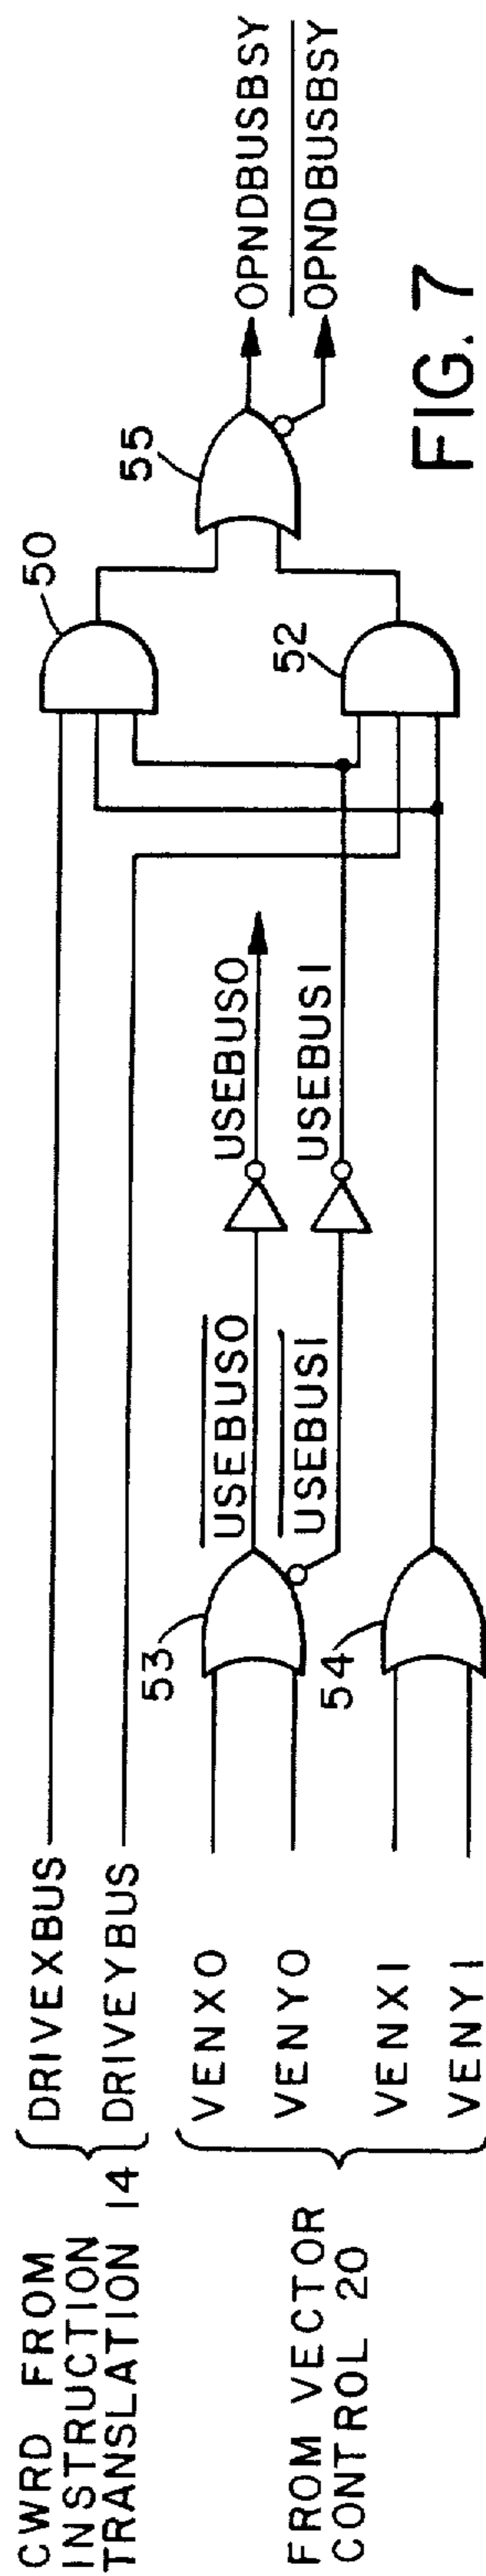 CWRD FROM
INSTRUCTION
TRANSLATION 14
DRIVEXBUS
DRIVEYBUS
FROM VECTOR
CONTROL 20
VENX0
VENY0
VENX1
VENY1
53
54
USEBUS0
USEBUS1
USEBUS0
USEBUS1
50
52
55
OPNDBUSBSY
OPNDBUSBSY
FIG. 7